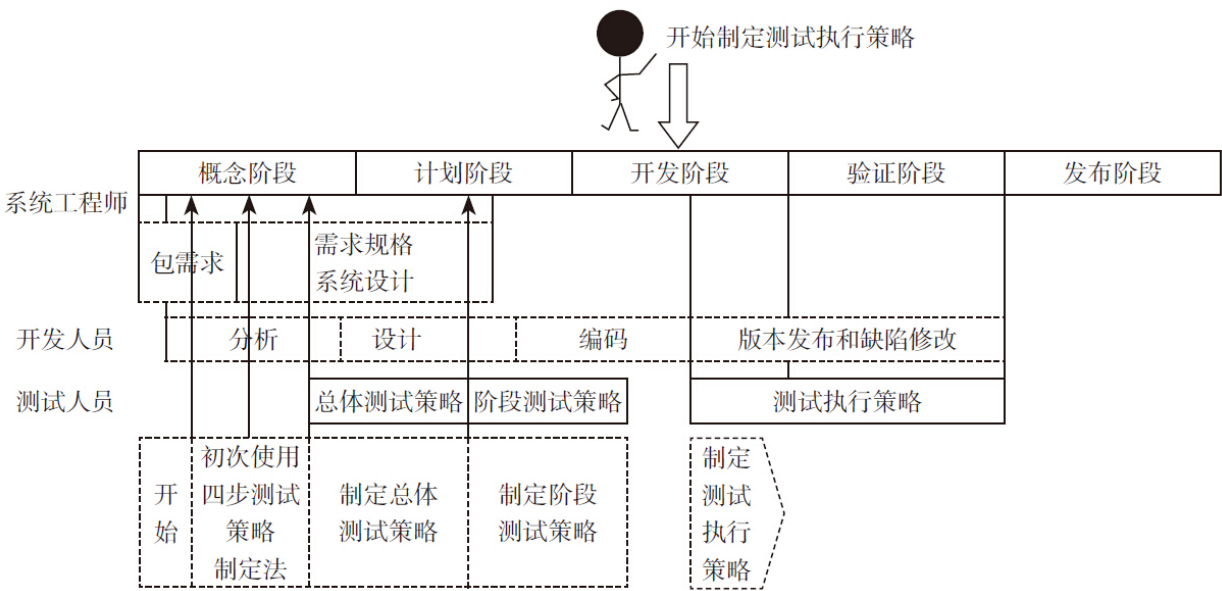 开始制定测试执行策略
概念阶段
计划阶段
开发阶段
验证阶段
发布阶段
系统工程师
包需求
需求规格
系统设计
开发人员
分析
设计
编码
版本发布和缺陷修改
测试人员
总体测试策略
阶段测试策略
测试执行策略
开
始
初次使用
四步测试
策略
制定法
制定总体
测试策略
制定阶段
测试策略
制定
测试
执行
策略